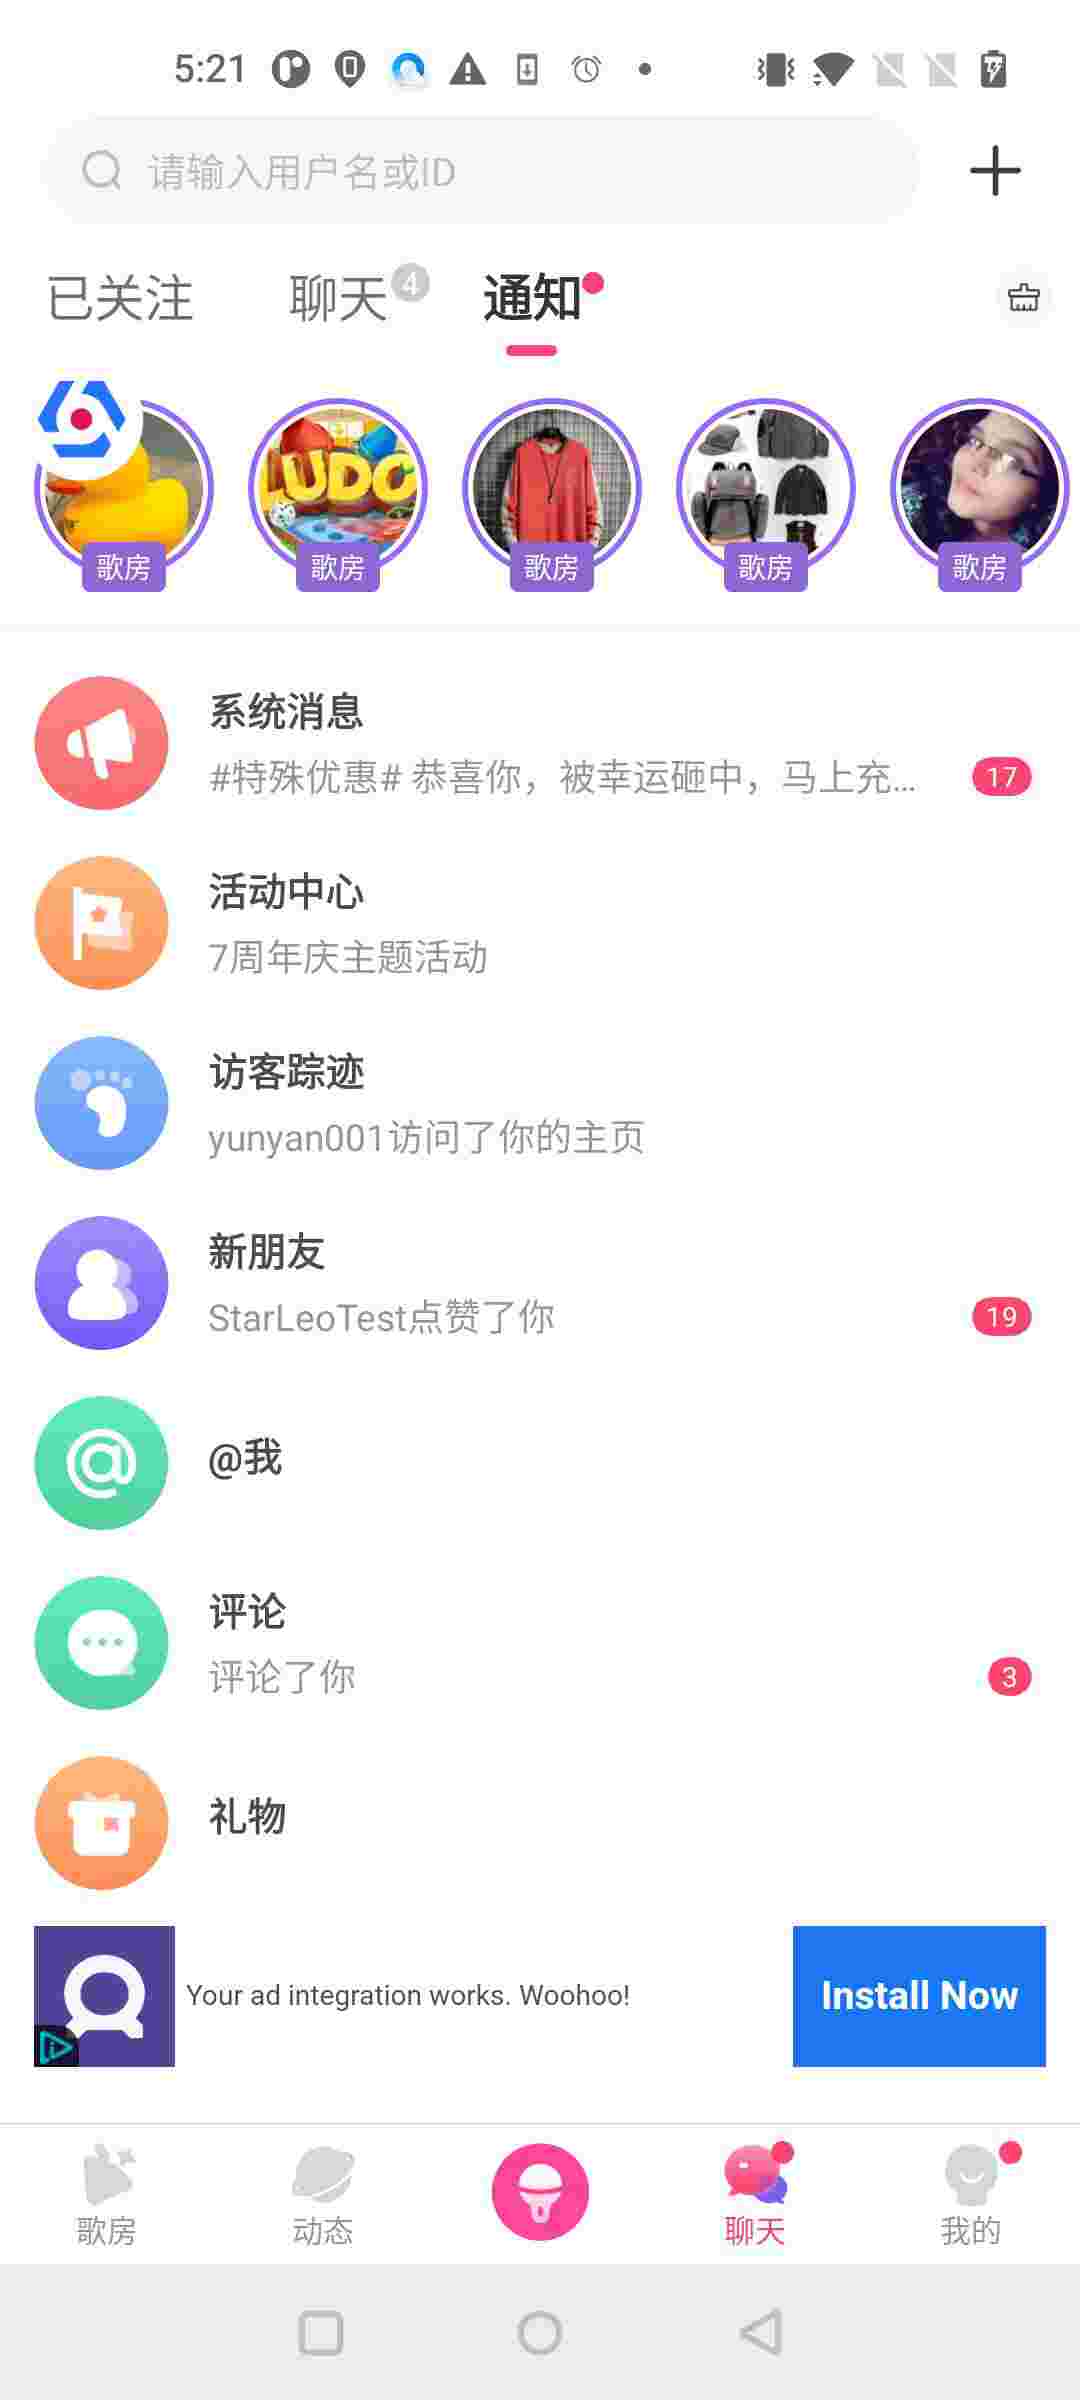 5:21
请输入用户名或ID
已关注
聊天 4
通知
LUDO
歌房
歌房
歌房
歌房
歌房
系统消息
#特殊优惠# 恭喜你，被幸运砸中，马上充...
17
活动中心
7周年庆主题活动
访客踪迹
yunyan001访问了你的主页
新朋友
StarLeoTest点赞了你
19
@我
评论
评论了你
3
礼物
Your ad integration works. Woohoo!
Install Now
歌房
动态
聊天
我的